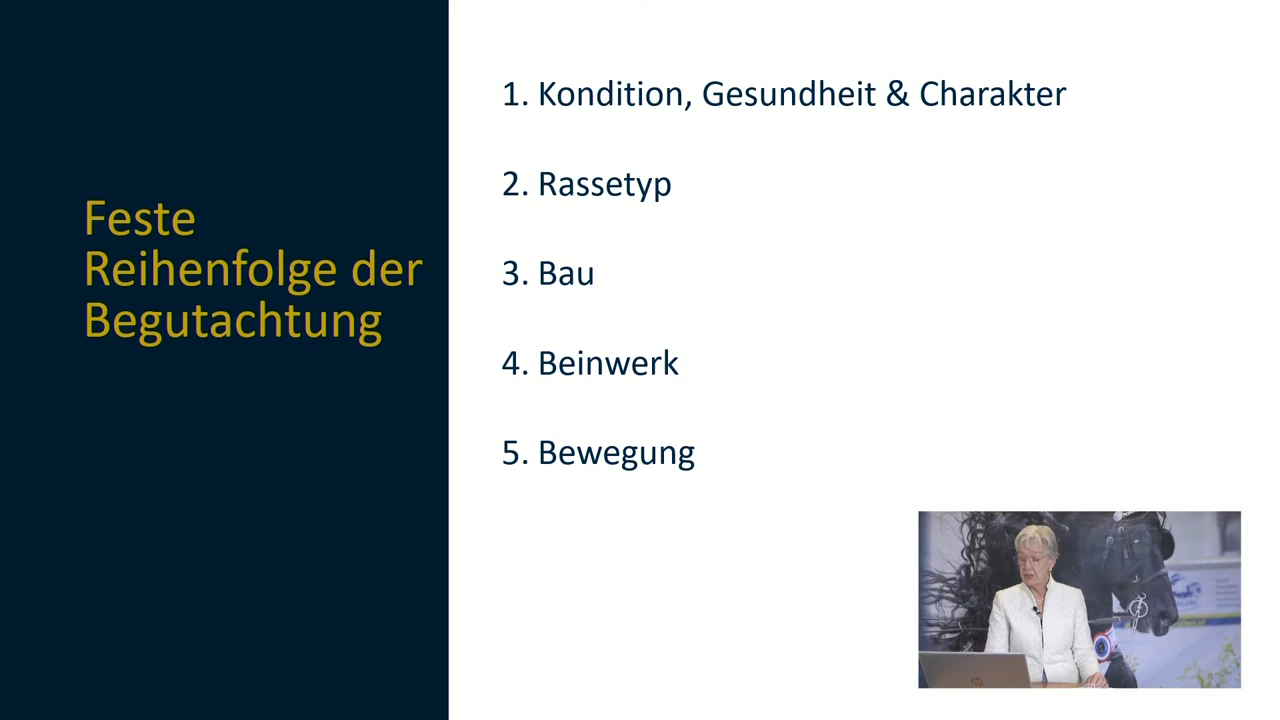 Feste
Reihenfolge der
Begutachtung
1. Kondition, Gesundheit & Charakter
2. Rassetyp
3. Bau
4. Beinwerk
5. Bewegung